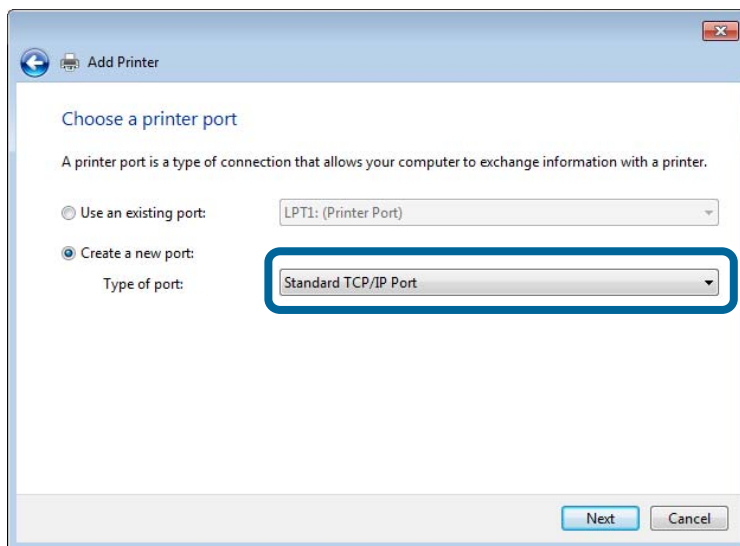 Add Printer
Choose a printer port
A printer port is a type of connection that allows your computer to exchange information with a printer.
Use an existing port: LPT1: (Printer Port)
Create a new port:
Type of port: Standard TCP/IP Port
Next Cancel